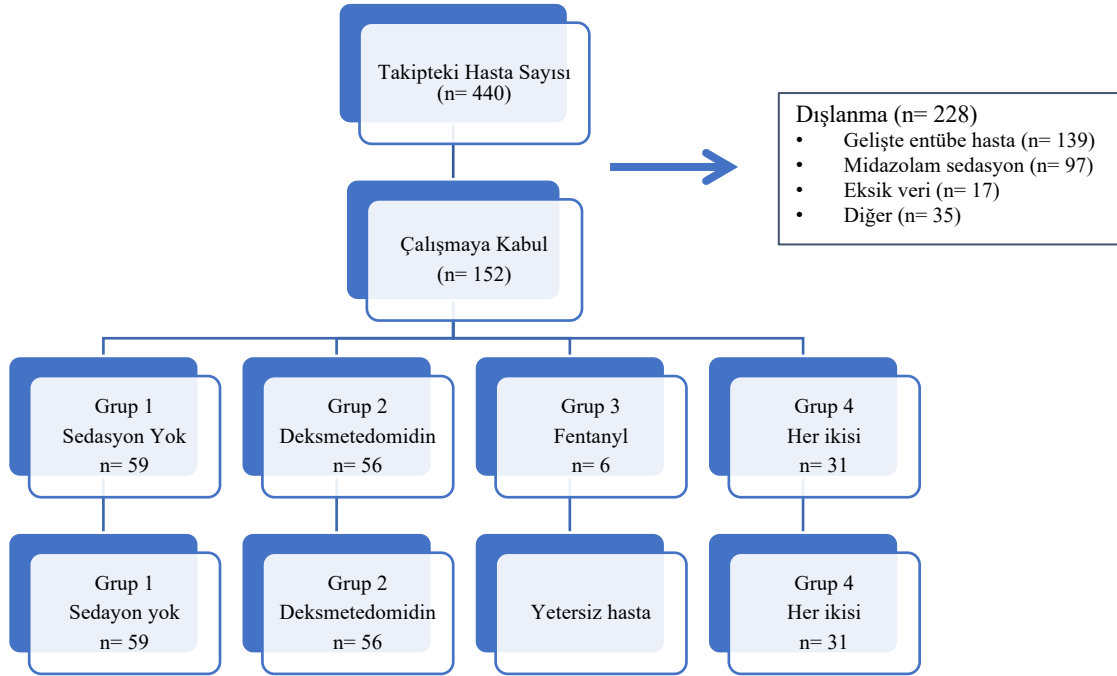 Takipteki Hasta Sayısı
(n= 440)
Dışlanma (n= 228)
• Gelişte entübe hasta (n= 139)
• Midazolam sedasyon (n= 97)
• Eksik veri (n= 17)
• Diğer (n= 35)
Çalışmaya Kabul
(n= 152)
Grup 1
Sedasyon Yok
n= 59
Grup 2
Deksmetedomidin
n= 56
Grup 3
Fentanyl
n= 6
Grup 4
Her ikisi
n= 31
Grup 1
Sedayon yok
n= 59
Grup 2
Deksmetedomidin
n= 56
Yetersiz hasta
Grup 4
Her ikisi
n= 31